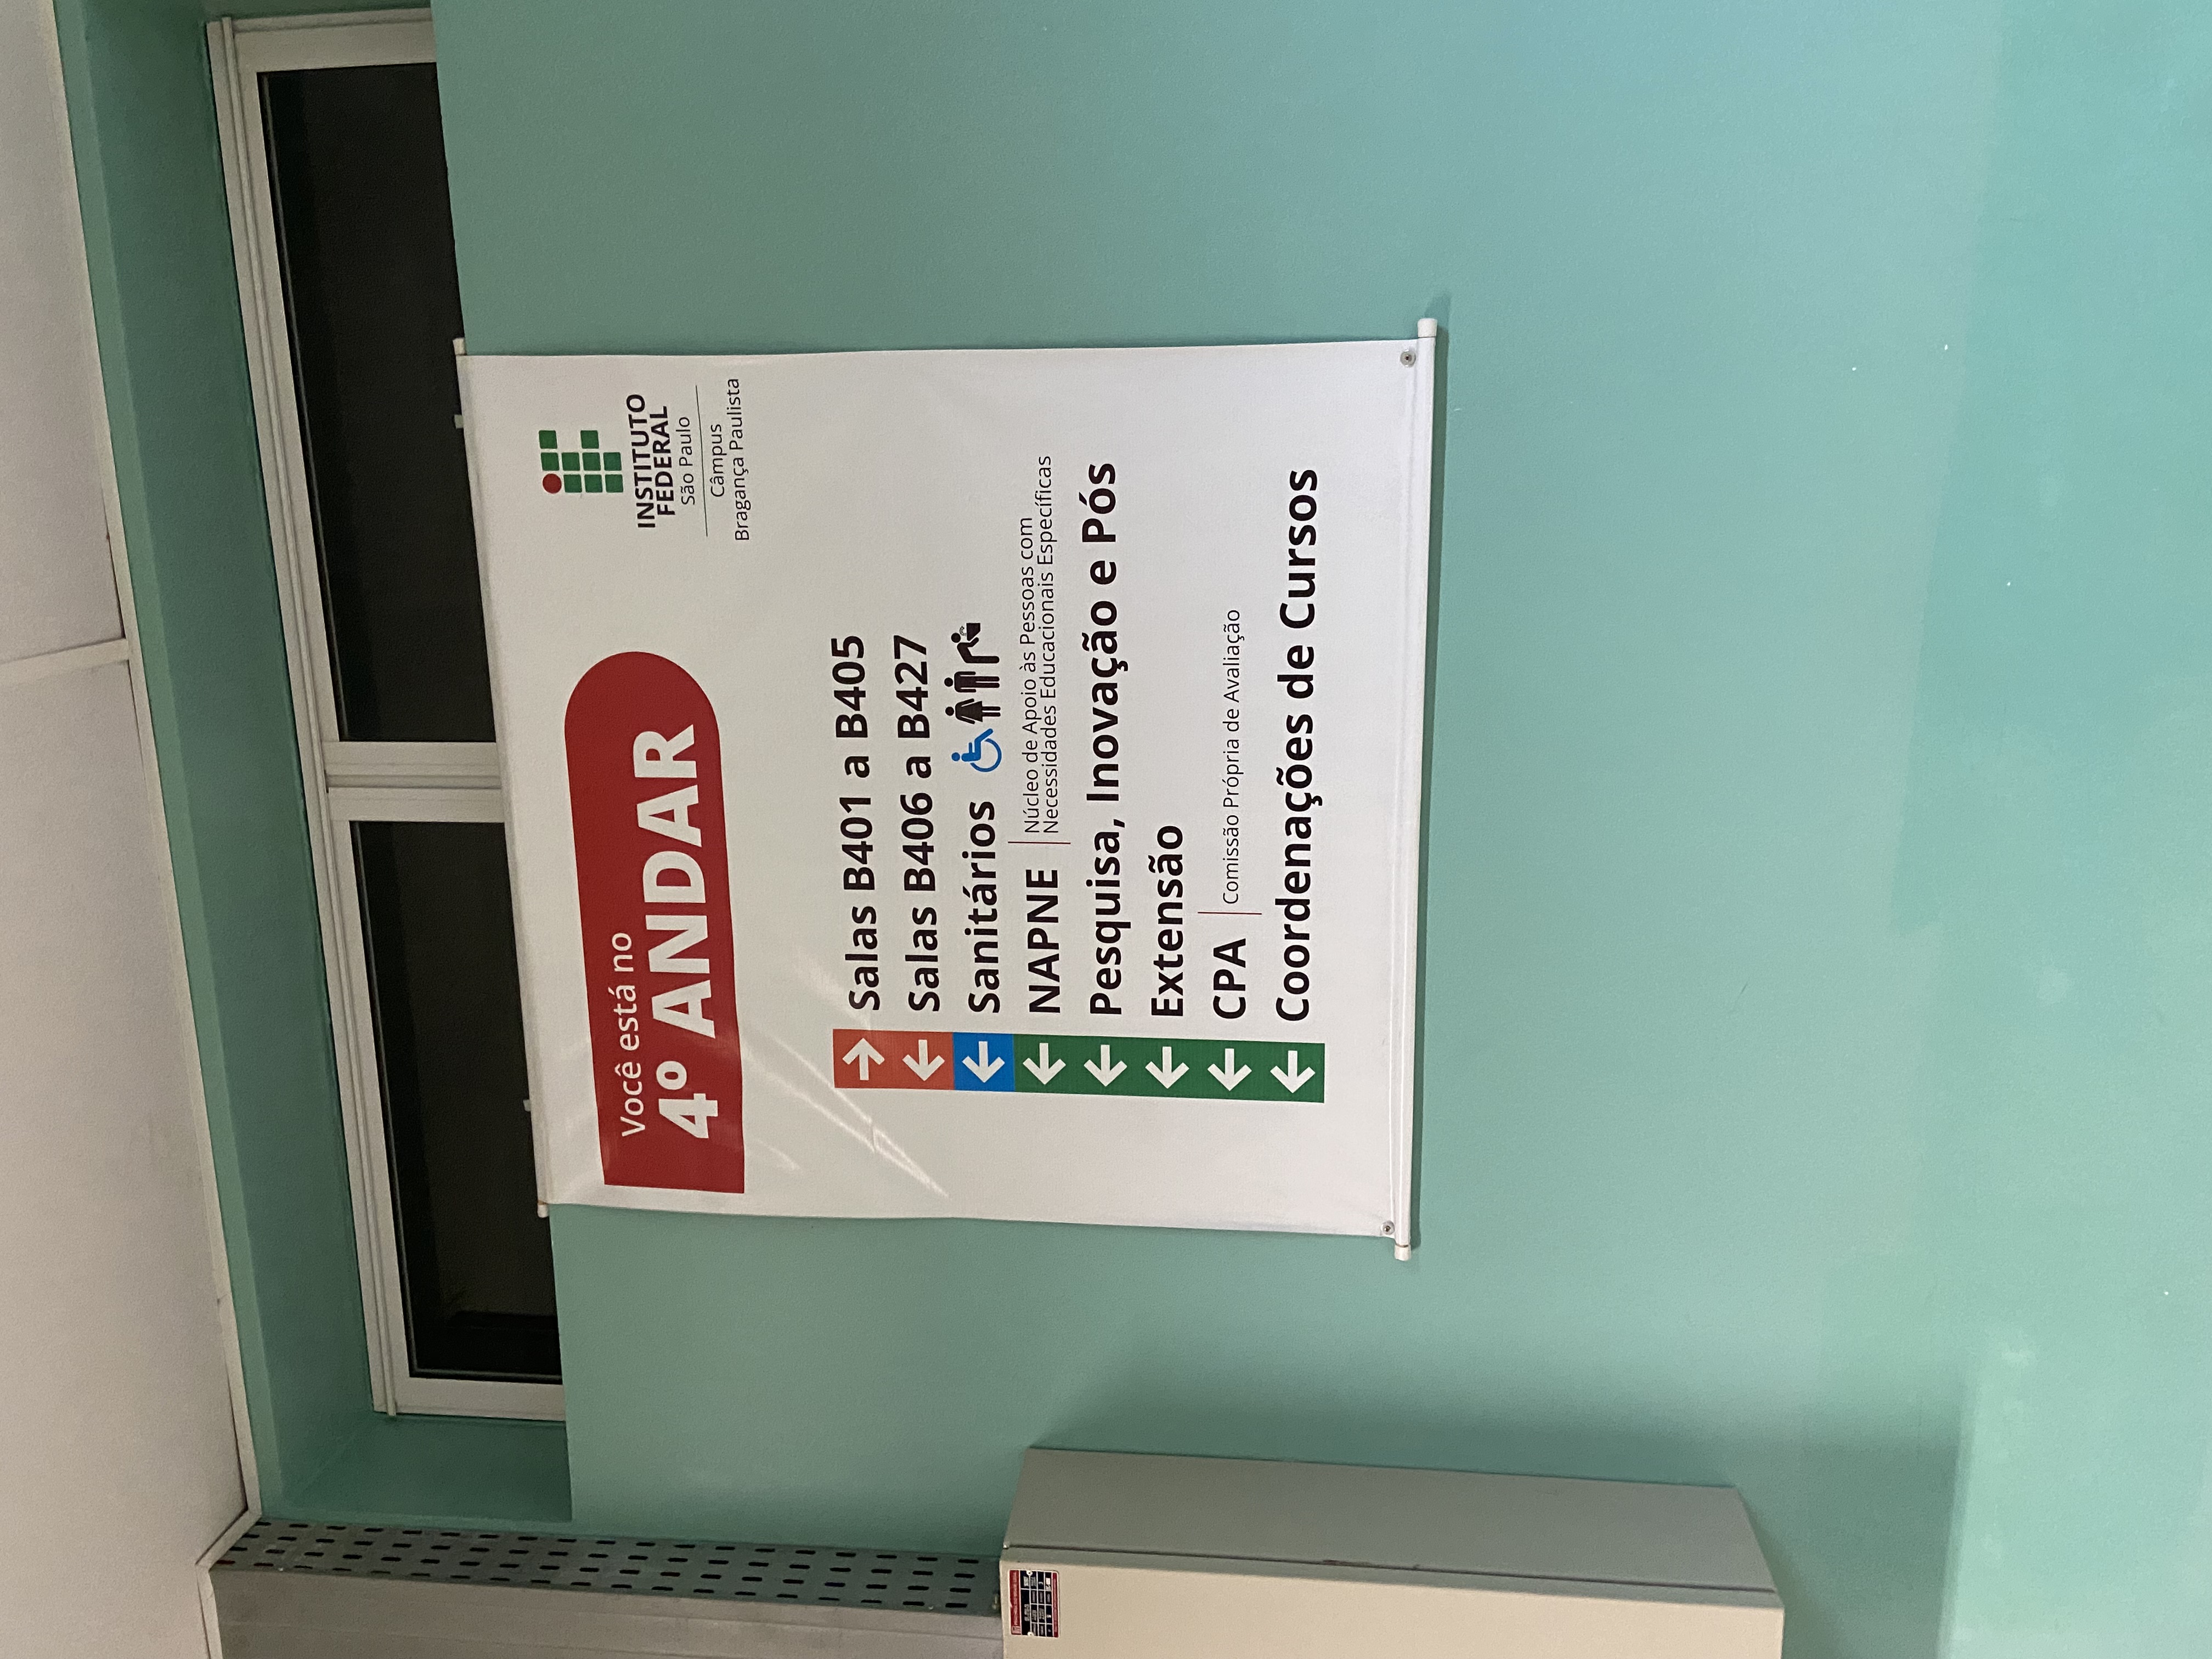 Você está no
4º ANDAR
INSTITUTO
FEDERAL
São Paulo
Câmpus
Bragança Paulista
Salas B401 a B405
Salas B406 a B427
Sanitários
NAPNE
Núcleo de Apoio às Pessoas com
Necessidades Educacionais Específicas
Pesquisa, Inovação e Pós
Extensão
CPA
Comissão Própria de Avaliação
Coordenações de Cursos